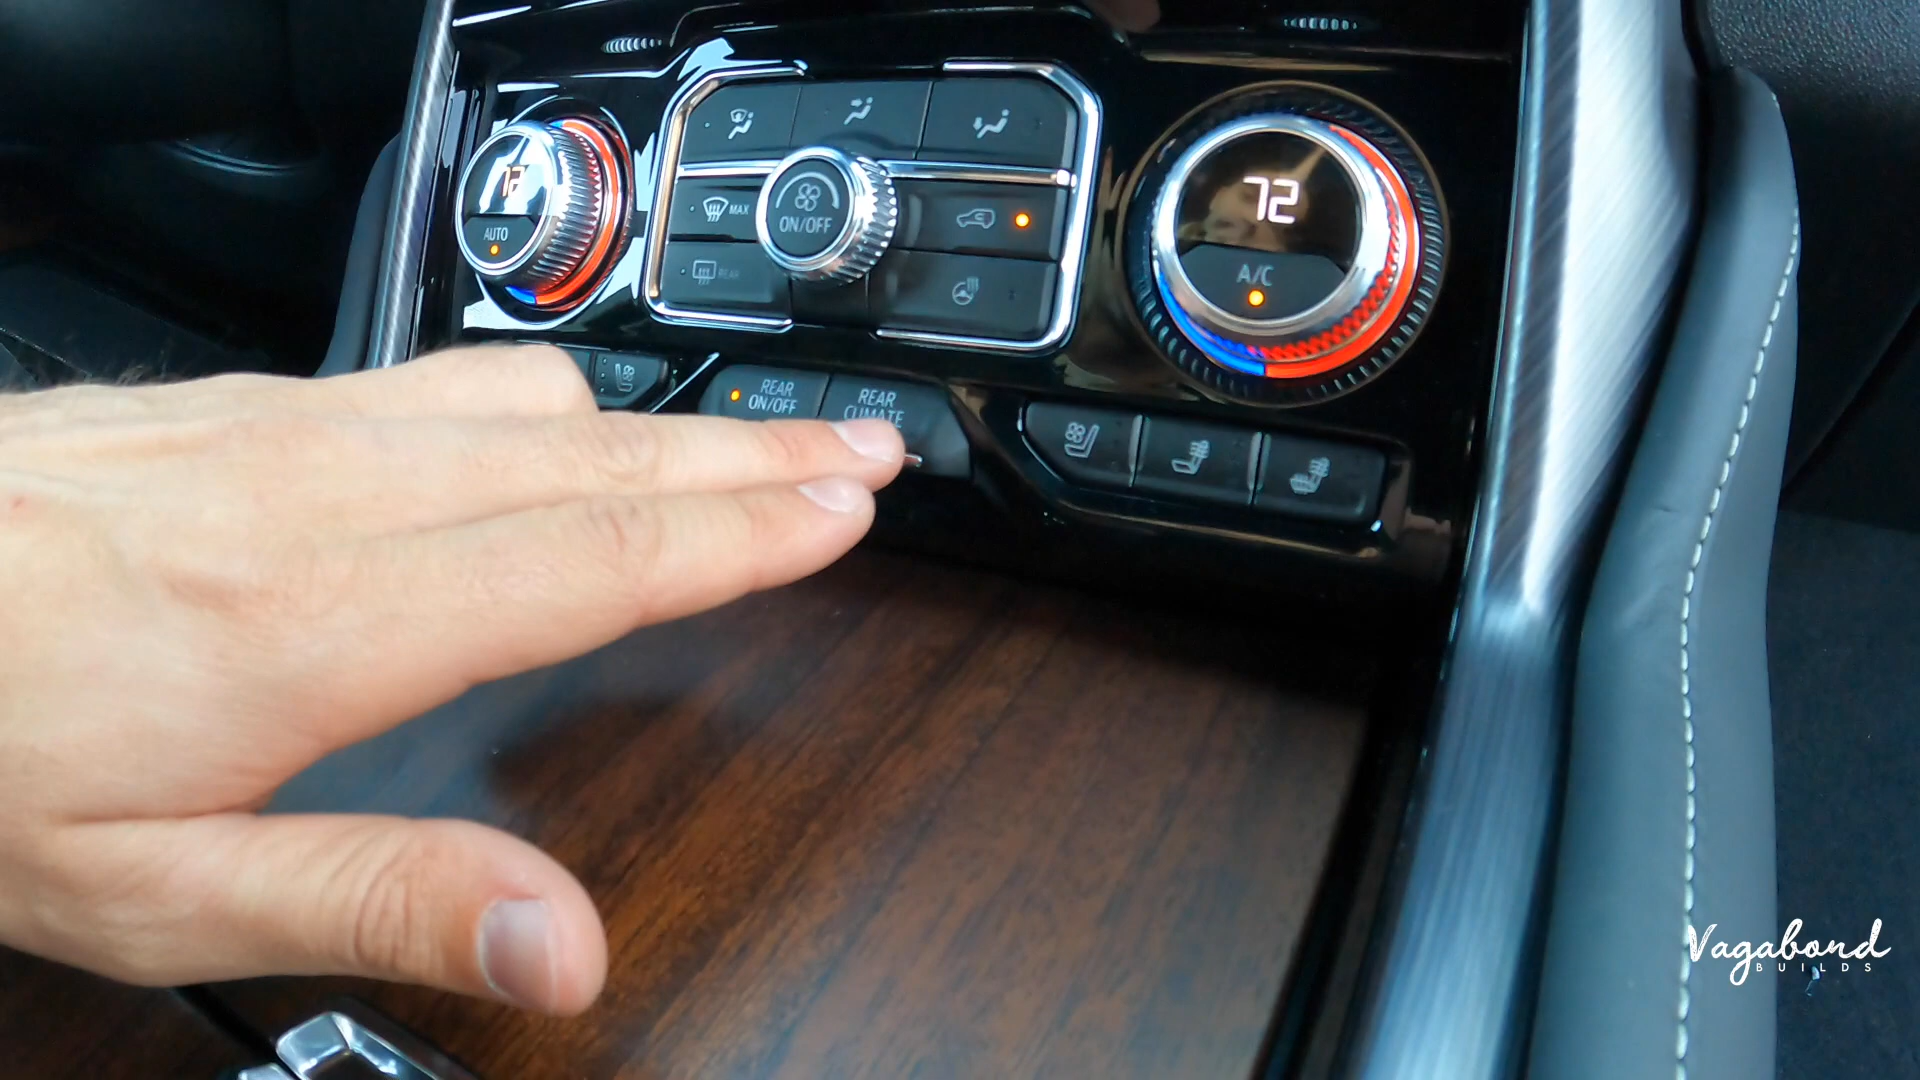 72
AUTO
MAX
REAR
ON/OFF
72
A/C
REAR
ON/OFF
REAR
CLIMATE
Vagabond
BUILDS